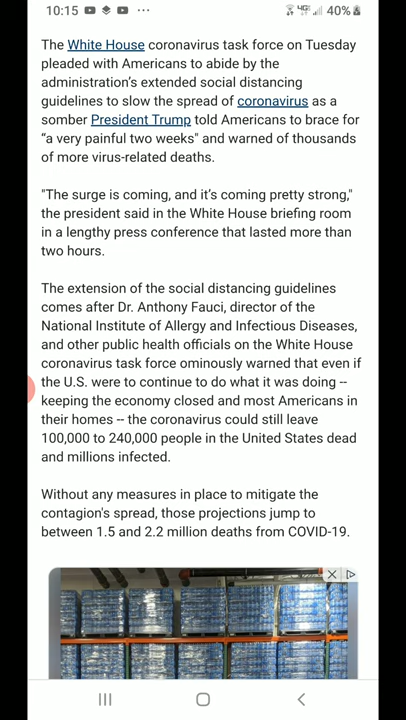 10:15 ... 4G 40%
The White House coronavirus task force on Tuesday
pleaded with Americans to abide by the
administration's extended social distancing
guidelines to slow the spread of coronavirus as a
somber President Trump told Americans to brace for
“a very painful two weeks" and warned of thousands
of more virus-related deaths.
"The surge is coming, and it’s coming pretty strong,"
the president said in the White House briefing room
in a lengthy press conference that lasted more than
two hours.
The extension of the social distancing guidelines
comes after Dr. Anthony Fauci, director of the
National Institute of Allergy and Infectious Diseases,
and other public health officials on the White House
coronavirus task force ominously warned that even if
the U.S. were to continue to do what it was doing --
keeping the economy closed and most Americans in
their homes -- the coronavirus could still leave
100,000 to 240,000 people in the United States dead
and millions infected.
Without any measures in place to mitigate the
contagion's spread, those projections jump to
between 1.5 and 2.2 million deaths from COVID-19.